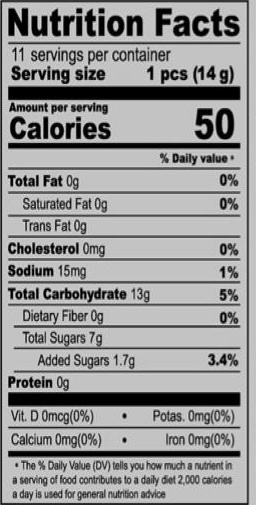 Nutrition Facts
11 servings per container
Serving size 1 pcs (14 g)
Amount per serving
Calories 50
% Daily value *
Total Fat 0g 0%
Saturated Fat 0g 0%
Trans Fat 0g
Cholesterol 0mg 0%
Sodium 15mg 1%
Total Carbohydrate 13g 5%
Dietary Fiber 0g 0%
Total Sugars 7g
Added Sugars 1.7g 3.4%
Protein 0g
Vit. D 0mcg(0%) • Potas. 0mg(0%)
Calcium 0mg(0%) • Iron 0mg(0%)
* The % Daily Value (DV) tells you how much a nutrient in
a serving of food contributes to a daily diet 2,000 calories
a day is used for general nutrition advice